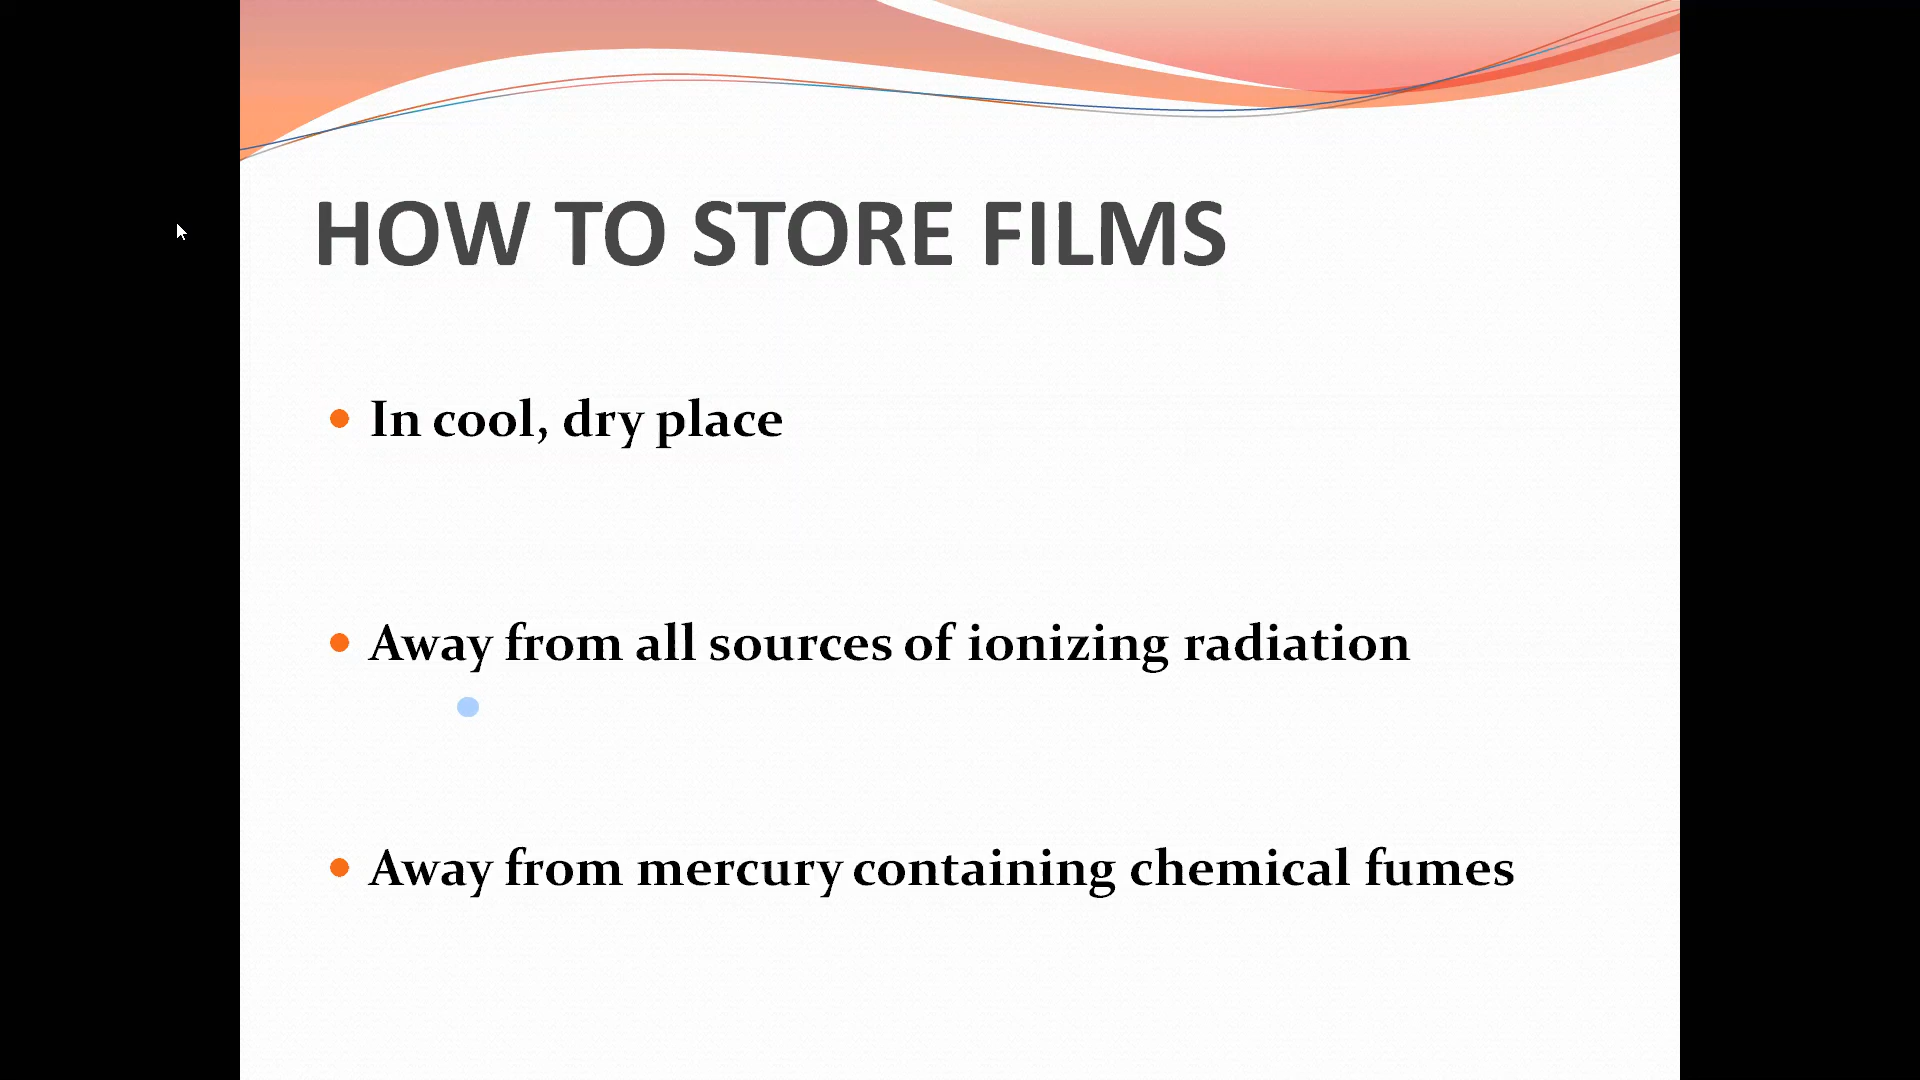 HOW TO STORE FILMS
In cool, dry place
Away from all sources of ionizing radiation
Away from mercury containing chemical fumes